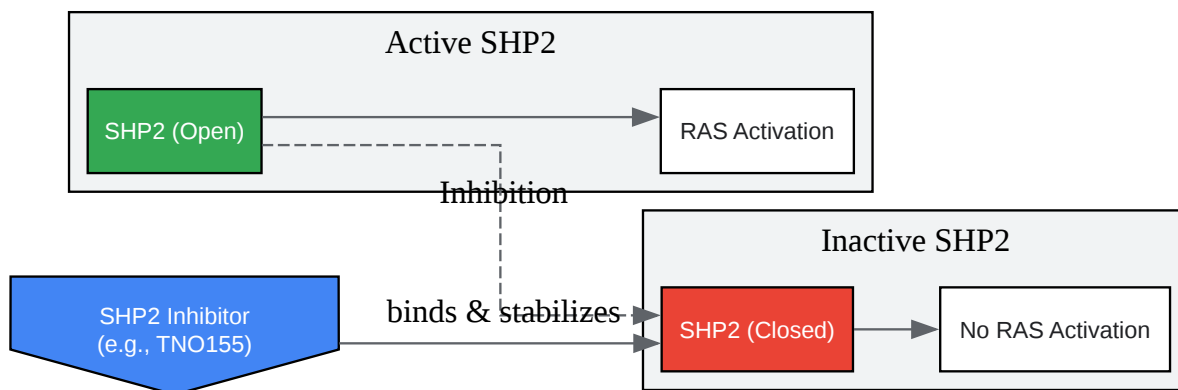 Active SHP2
SHP2 (Open)
RAS Activation
Inhibition
Inactive SHP2
SHP2 Inhibitor
(e.g., TNO155)
binds & stabilizes
SHP2 (Closed)
No RAS Activation